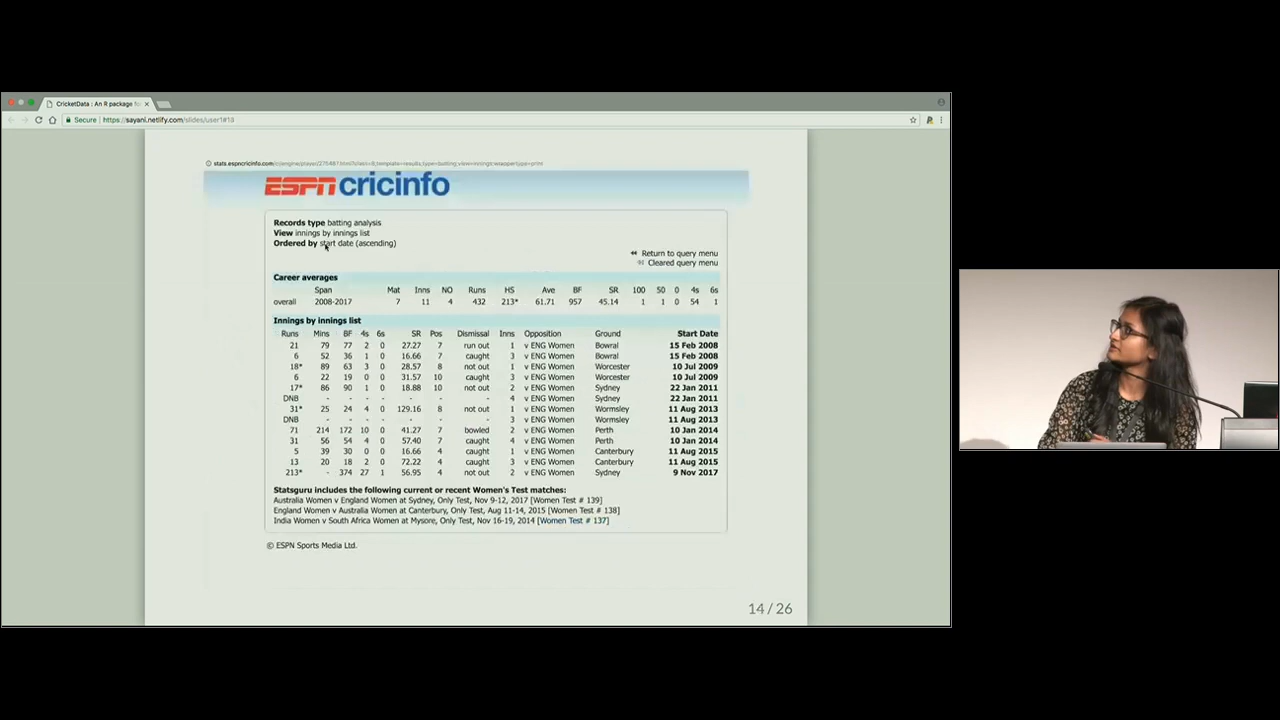 CricketData : An R package fo
Secure https://sayani.netlify.com/slides/user1#18
ESPN cricinfo
Records type batting analysis
View innings by innings list
Ordered by start date (ascending)
Return to query menu
Cleared query menu
Career averages
Span Mat Inns NO Runs HS Ave BF SR 100 50 0 4s 6s
overall 2008-2017 7 11 4 432 213* 61.71 957 45.14 1 1 0 54 1
Innings by innings list
Runs Mins BF 4s 6s SR Pos Dismissal Inns Opposition Ground Start Date
21 79 77 2 0 27.27 7 run out 1 v ENG Women Bowral 15 Feb 2008
6 52 36 1 0 16.66 7 caught 3 v ENG Women Bowral 15 Feb 2008
18* 89 63 3 0 28.57 8 not out 1 v ENG Women Worcester 10 Jul 2009
6 22 19 0 0 31.57 10 caught 3 v ENG Women Worcester 10 Jul 2009
17* 86 90 1 0 18.88 10 not out 2 v ENG Women Sydney 22 Jan 2011
DNB - - - - - - - 4 v ENG Women Sydney 22 Jan 2011
31* 25 24 4 0 129.16 8 not out 1 v ENG Women Wormsley 11 Aug 2013
DNB - - - - - - - 3 v ENG Women Wormsley 11 Aug 2013
71 214 172 10 0 41.27 7 bowled 2 v ENG Women Perth 10 Jan 2014
31 56 54 4 0 57.40 7 caught 4 v ENG Women Perth 10 Jan 2014
5 39 30 0 0 16.66 4 caught 1 v ENG Women Canterbury 11 Aug 2015
13 20 18 2 0 72.22 4 caught 3 v ENG Women Canterbury 11 Aug 2015
213* - 374 27 1 56.95 4 not out 2 v ENG Women Sydney 9 Nov 2017
Statsguru includes the following current or recent Women's Test matches:
Australia Women v England Women at Sydney, Only Test, Nov 9-12, 2017 [Women Test # 139]
England Women v Australia Women at Canterbury, Only Test, Aug 11-14, 2015 [Women Test # 138]
India Women v South Africa Women at Mysore, Only Test, Nov 16-19, 2014 [Women Test # 137]
© ESPN Sports Media Ltd.
14 / 26